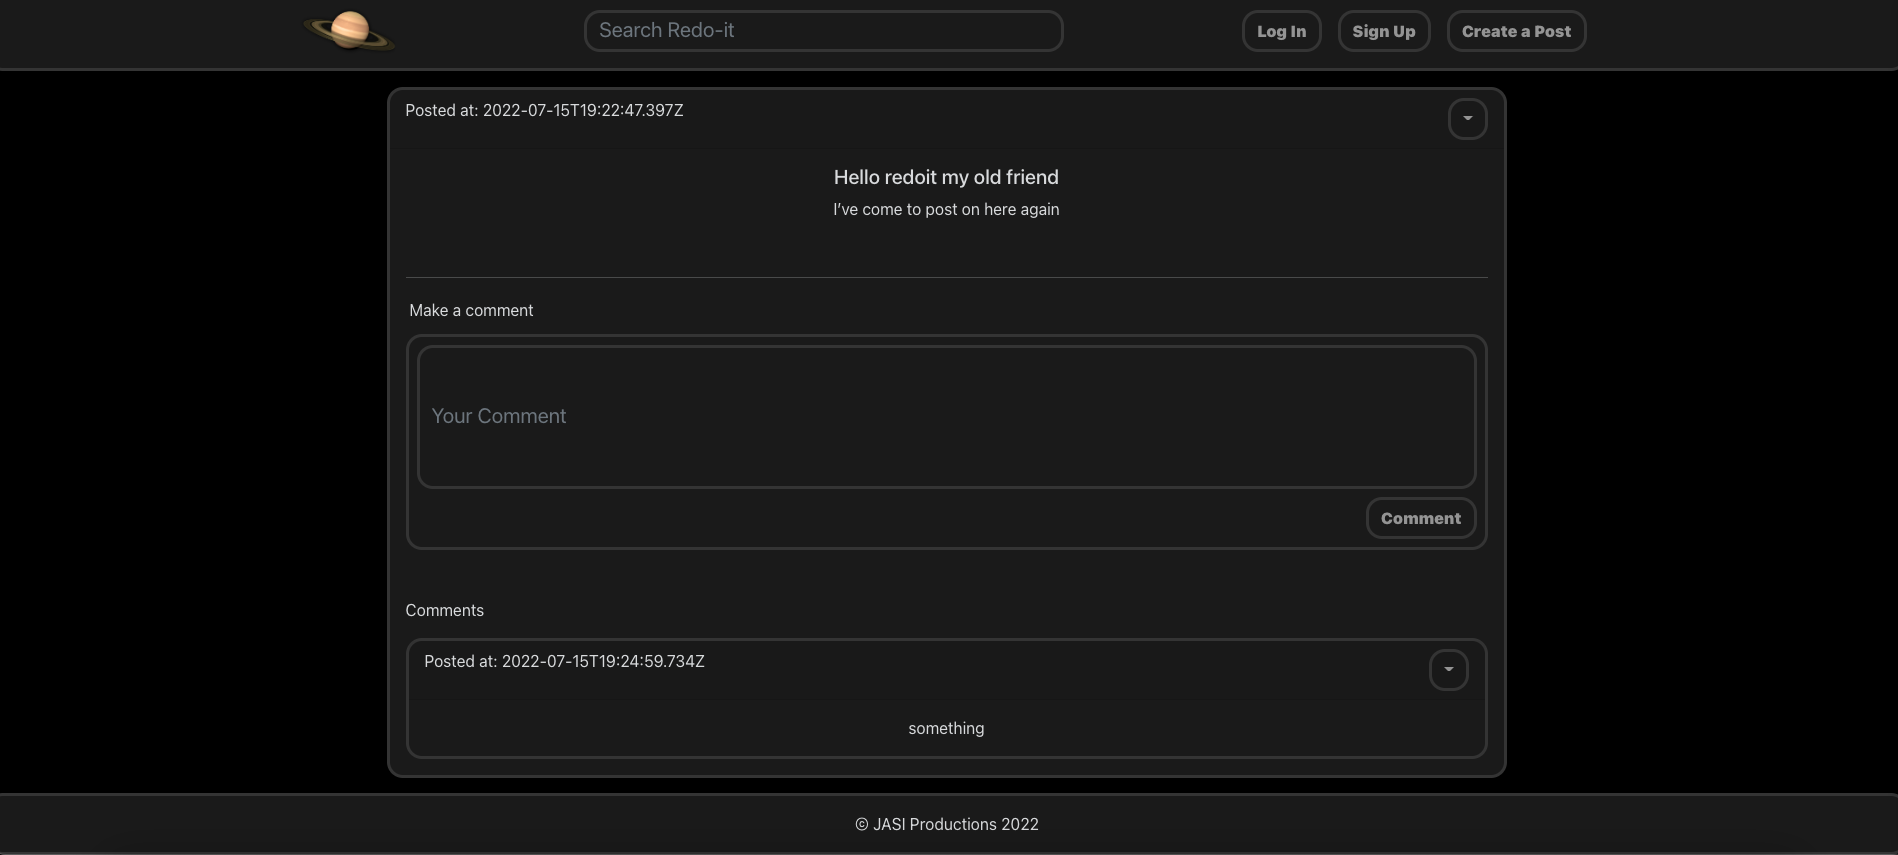 Search Redo-it
Log In
Sign Up
Create a Post
Posted at: 2022-07-15T19:22:47.397Z
Hello redoit my old friend
I've come to post on here again
Make a comment
Your Comment
Comment
Comments
Posted at: 2022-07-15T19:24:59.734Z
something
© JASI Productions 2022